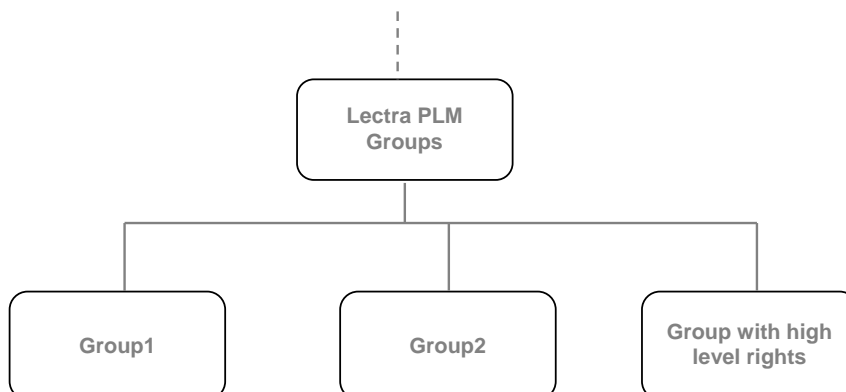 Lectra PLM
Groups
Group1
Group2
Group with high
level rights